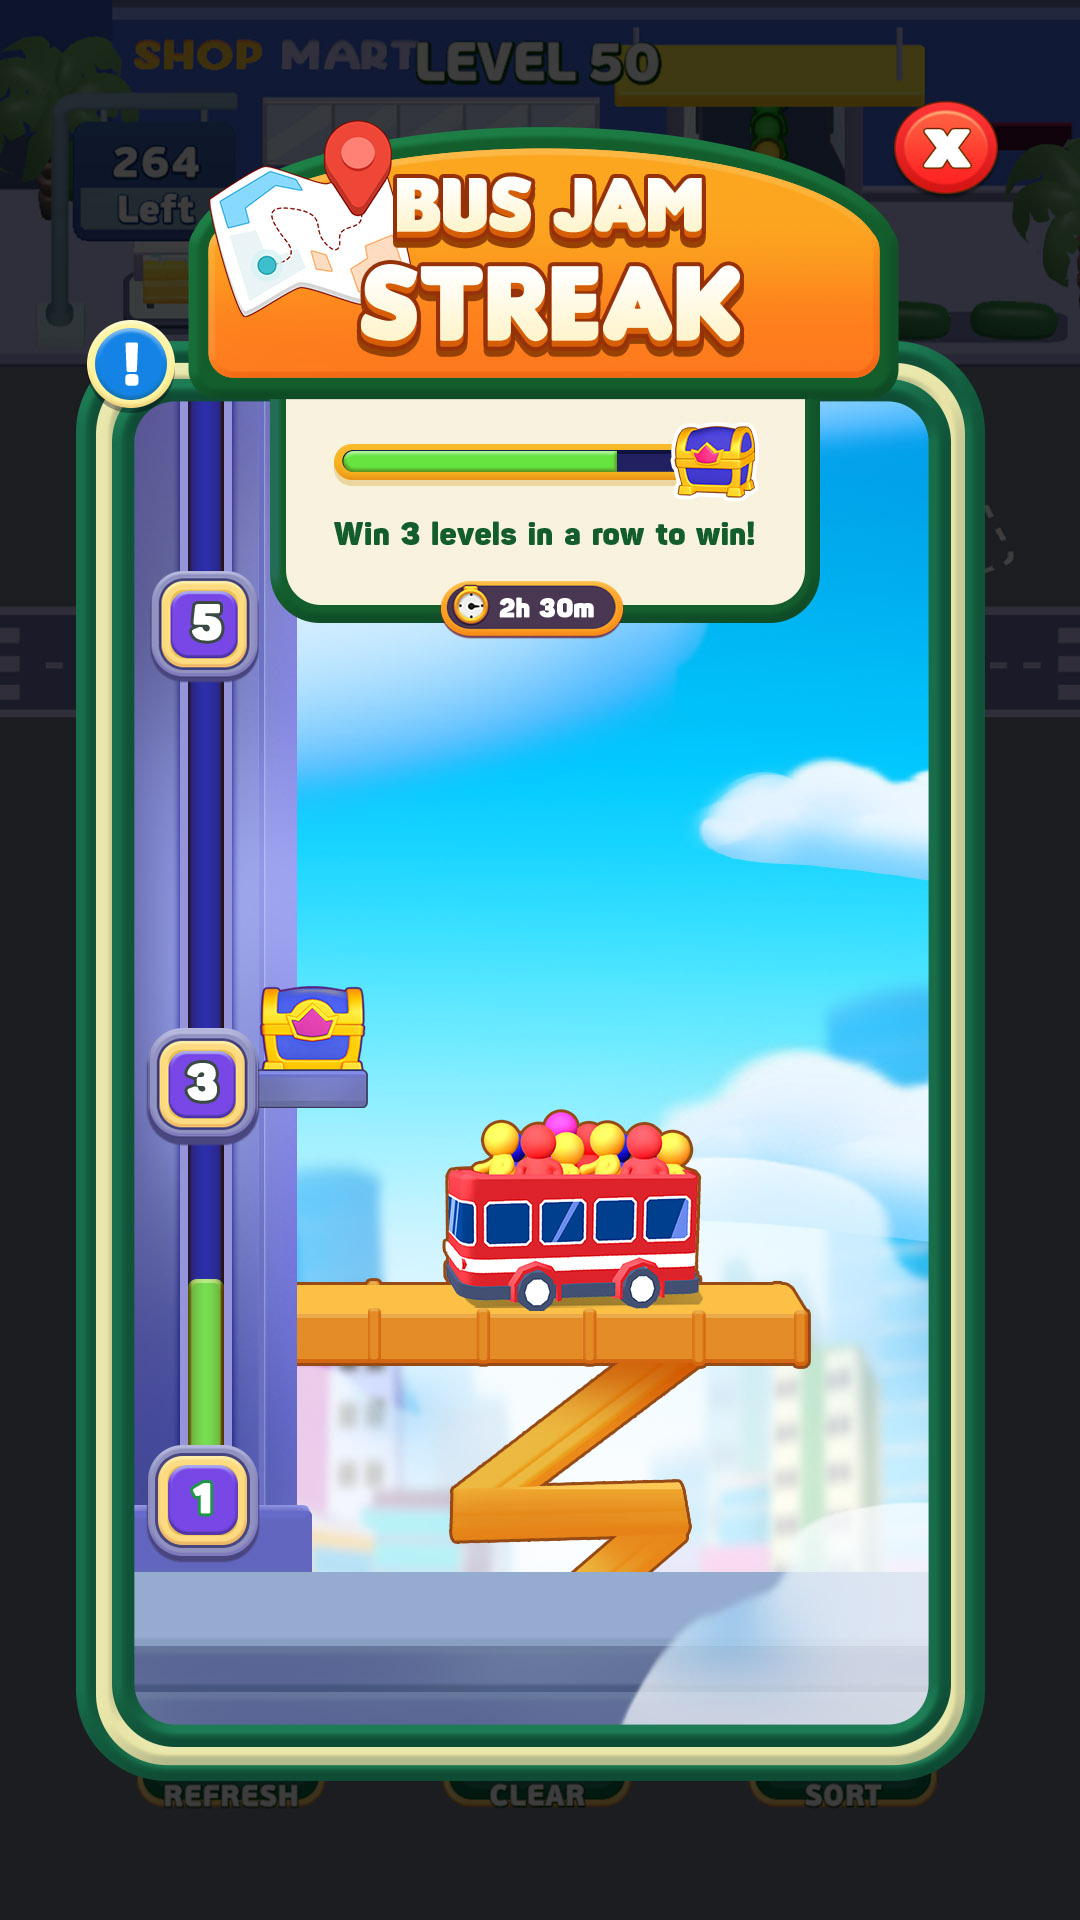 SHOP MART
LEVEL 50
264
Left
X
BUS JAM
STREAK
!
Win 3 levels in a row to win!
2h 30m
5
3
1
REFRESH
CLEAR
SORT